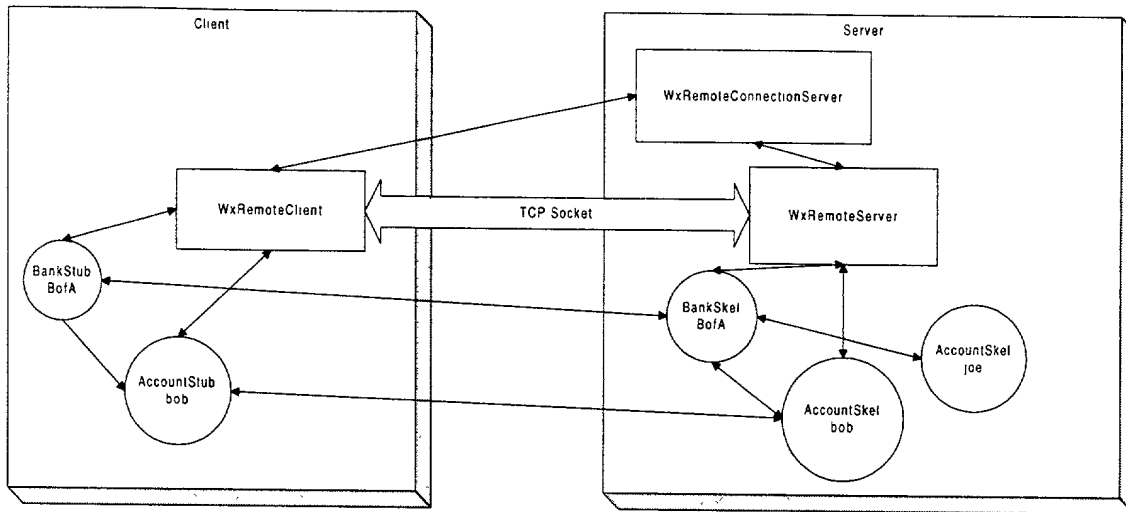 Client
Server
WxRemoteConnectionServer
WxRemoteClient
TCP Socket
WxRemoteServer
BankStub
BofA
BankSkel
BofA
AccountStub
bob
AccountSkel
joe
AccountSkel
bob